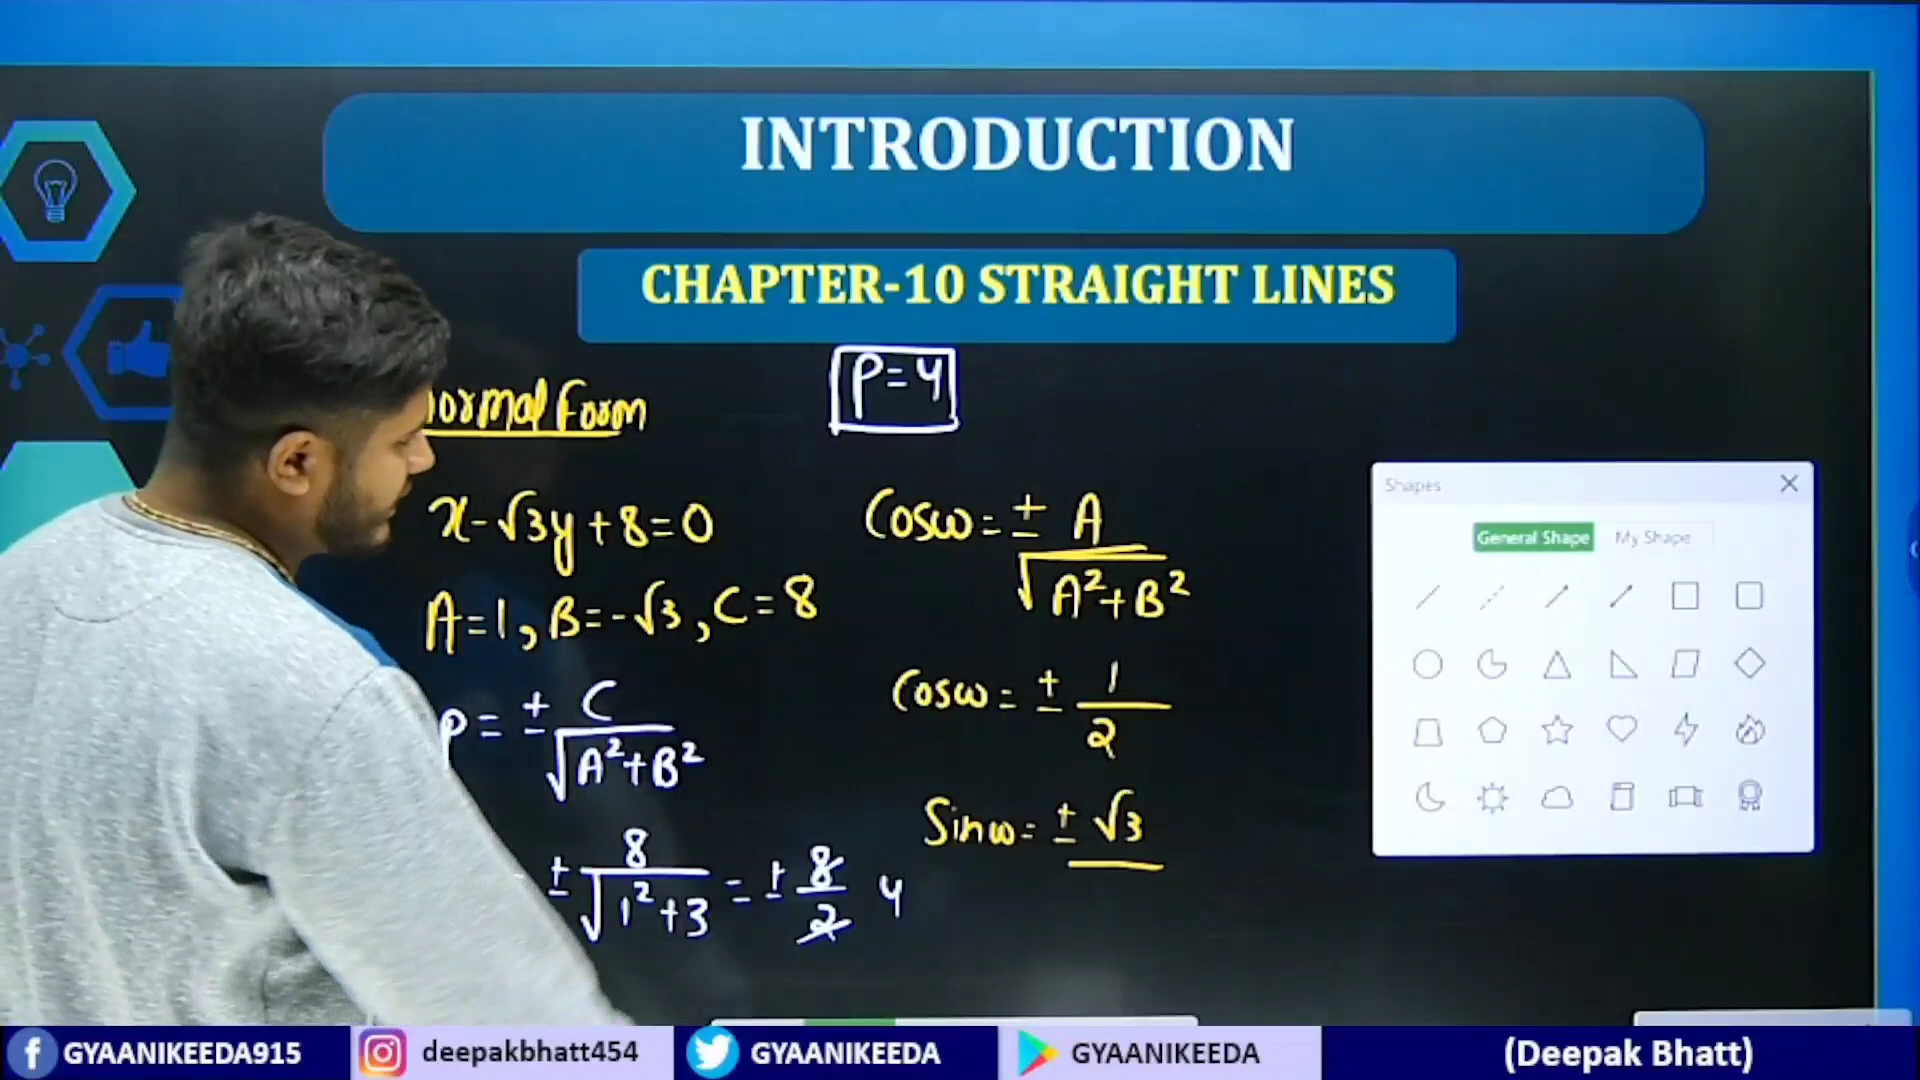 INTRODUCTION
CHAPTER-10 STRAIGHT LINES
P=4
Normal Form
x-√3y+8=0
A=1, B=-√3, C=8
P = ± C / √A²+B²
± 8 / √1²+3 = ± 8/2 4
Cosω = ± A / √A²+B²
Cosω = ± 1/2
Sinω = ± √3
Shapes
General Shape My Shape
GYAANIKEEDA915 deepakbhatt454 GYAANIKEEDA GYAANIKEEDA (Deepak Bhatt)